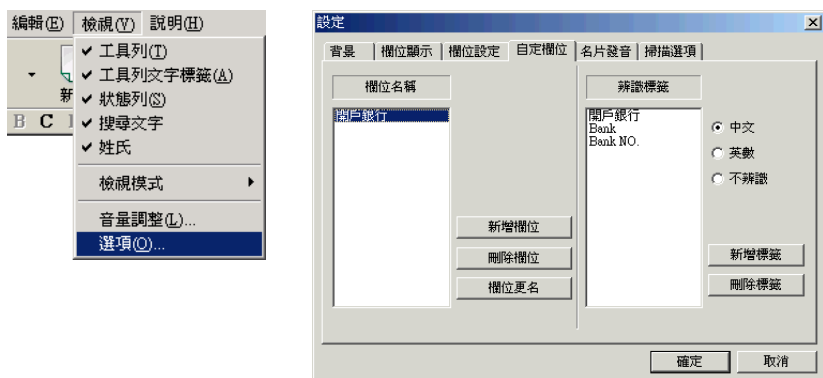 編輯(E) 檢視(V) 說明(H)
工具列(T)
工具列文字標籤(A)
新
狀態列(S)
B C
搜尋文字
姓氏
檢視模式
音量調整(L)...
選項(O)...
設定
背景 欄位顯示 欄位設定 自定欄位 名片發音 掃描選項
欄位名稱
開戶銀行
新增欄位
刪除欄位
欄位更名
辨識標籤
開戶銀行
Bank
Bank NO.
中文
英數
不辨識
新增標籤
刪除標籤
確定 取消